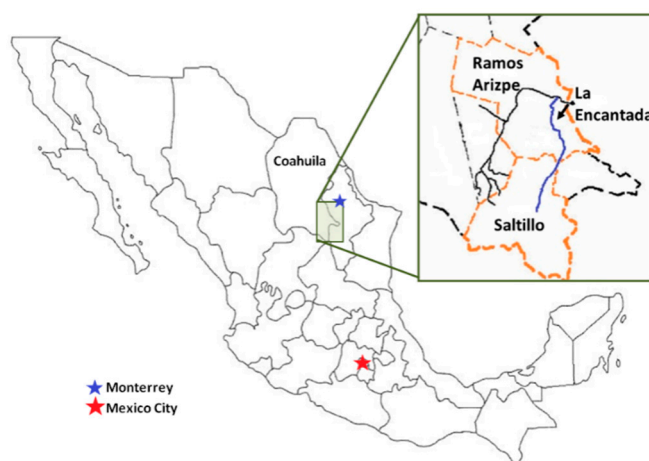 Ramos
Arizpe
La
Encantada
Coahuila
Saltillo
Monterrey
Mexico City